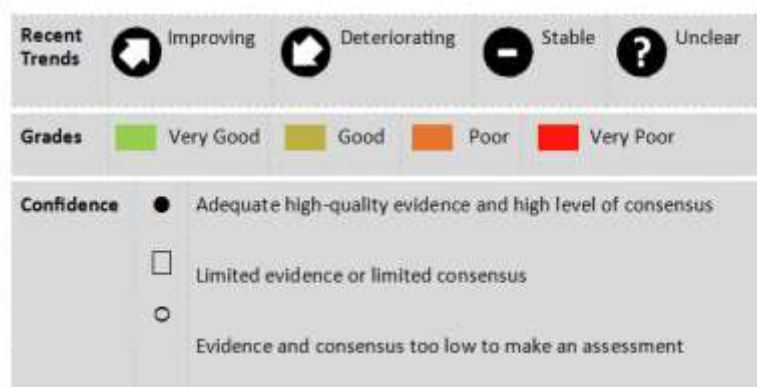 Recent Trends Improving Deteriorating Stable ? Unclear
Grades Very Good Good Poor Very Poor
Confidence Adequate high-quality evidence and high level of consensus
Limited evidence or limited consensus
Evidence and consensus too low to make an assessment